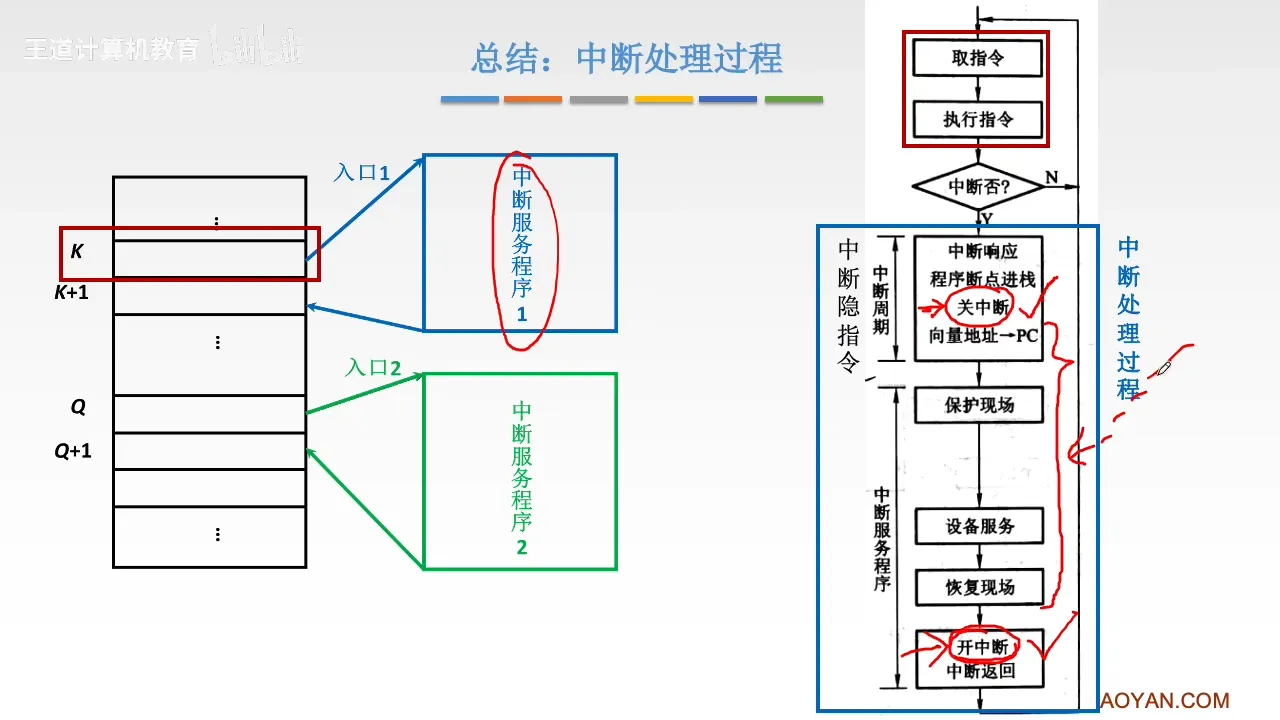 王道计算机教育 bilibili
总结：中断处理过程
⋮
K
K+1
⋮
Q
Q+1
⋮
入口1
中断服务程序1
入口2
中断服务程序2
取指令
执行指令
中断否?
N
Y
中断隐指令
中断周期
中断响应
程序断点进栈
关中断
向量地址→PC
中断处理过程
中断服务程序
保护现场
设备服务
恢复现场
开中断
中断返回
AOYAN.COM